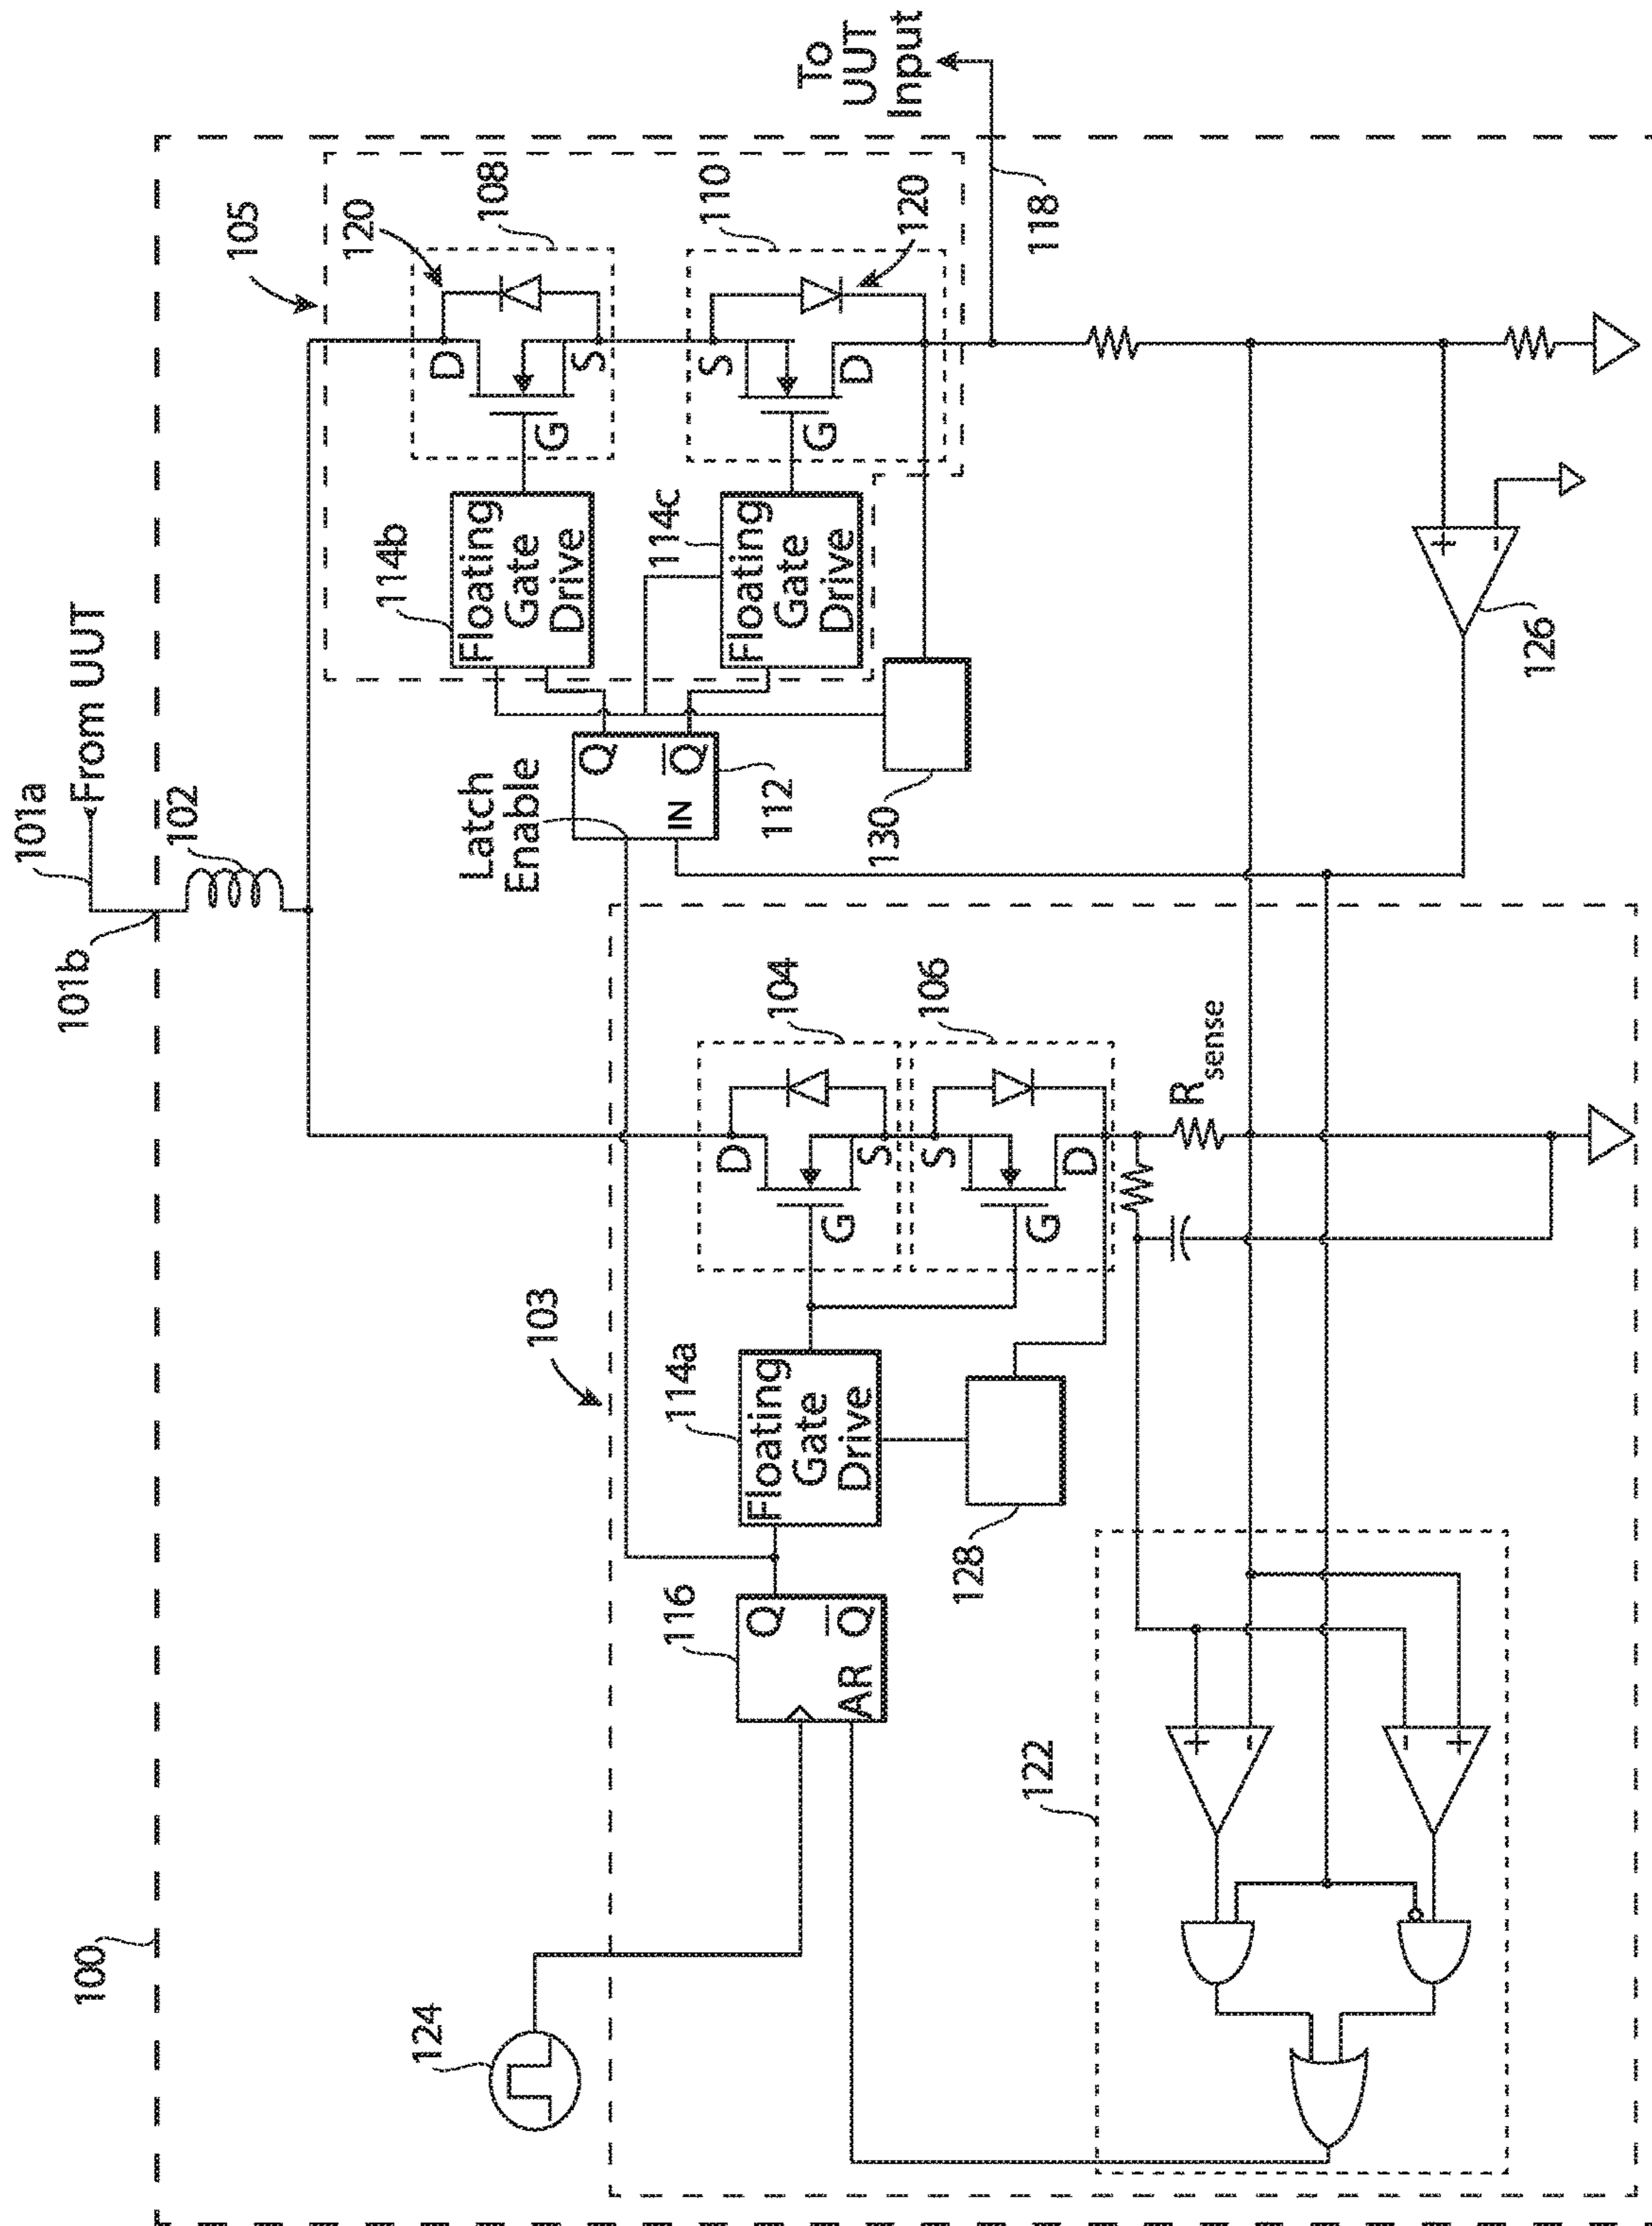 100
101a
From UUT
101b
102
105
120
108
110
120
To
UUT
Input
118
114b
Floating
Gate
Drive
114c
Floating
Gate
Drive
D
S
G
S
D
G
Latch
Enable
Q
Q
IN
112
130
126
+
-
103
104
106
D
S
G
S
D
G
Rsense
114a
Floating
Gate
Drive
128
116
Q
Q
AR
124
122
+
-
-
+